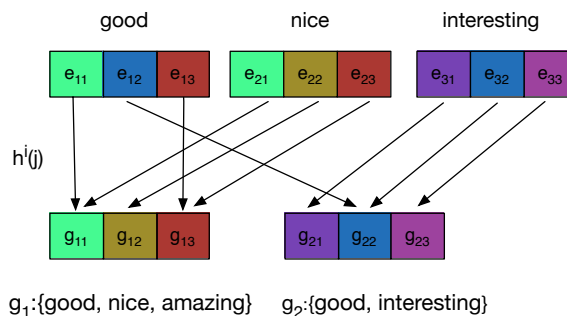 good nice interesting
e11 e12 e13 e21 e22 e23 e31 e32 e33
hi(j)
g11 g12 g13 g21 g22 g23
g1:{good, nice, amazing} g2:{good, interesting}